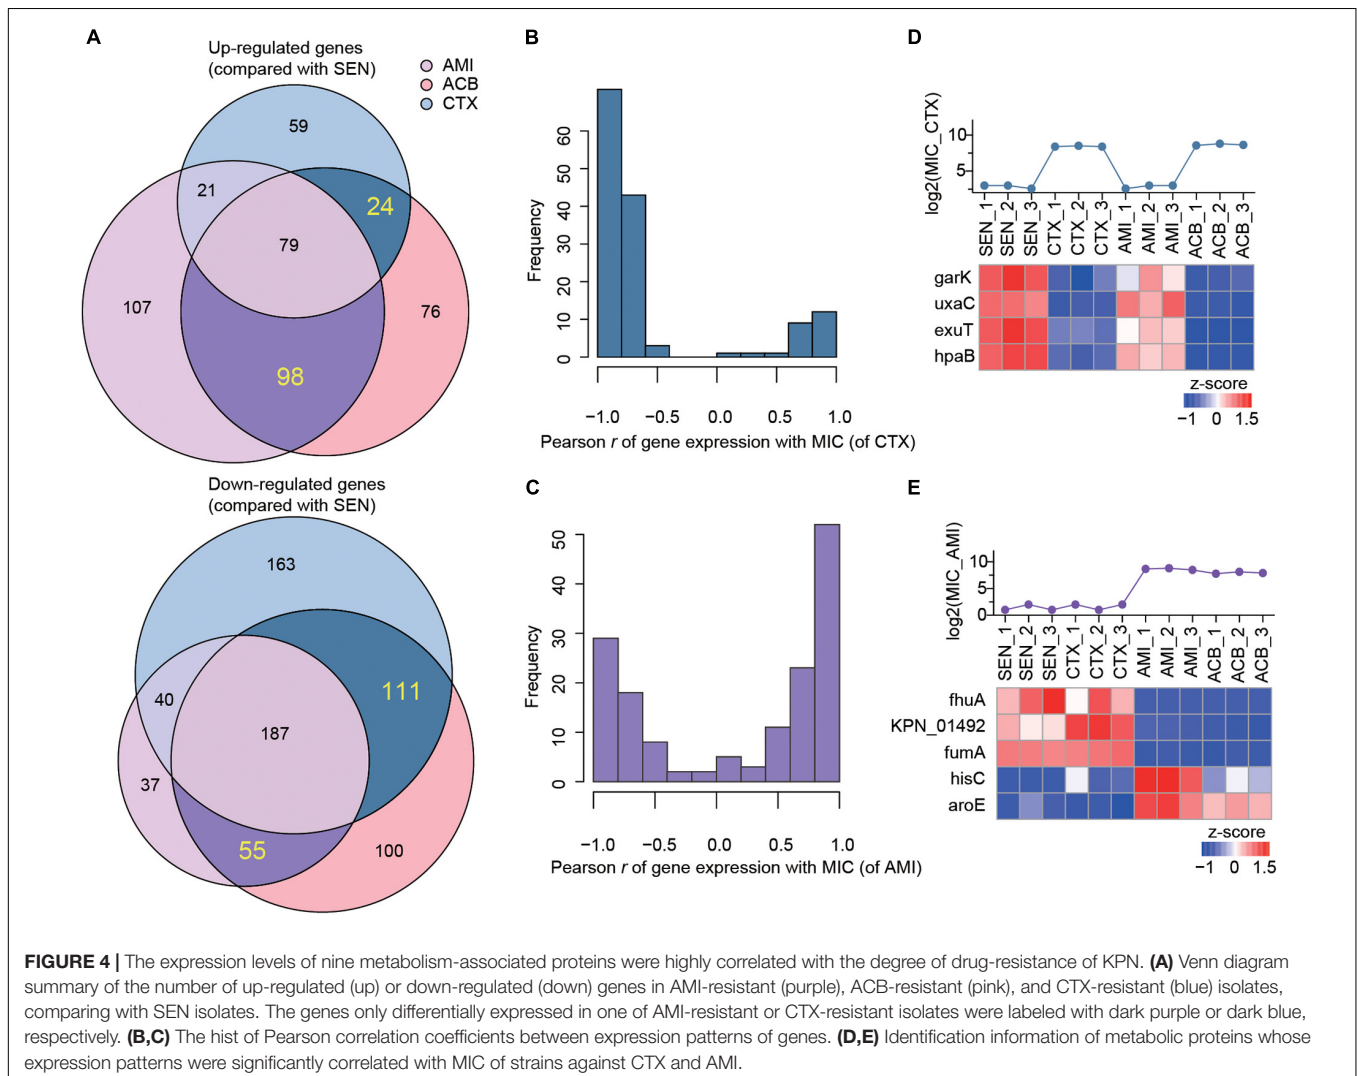 A
Up-regulated genes
(compared with SEN)
AMI
ACB
CTX
59
21
24
79
107
76
98
Down-regulated genes
(compared with SEN)
163
40
111
187
37
55
100
B
Frequency
60
50
40
30
20
10
0
−1.0 −0.5 0.0 0.5 1.0
Pearson r of gene expression with MIC (of CTX)
C
Frequency
50
40
30
20
10
0
−1.0 −0.5 0.0 0.5 1.0
Pearson r of gene expression with MIC (of AMI)
D
log2(MIC_CTX)
10
5
SEN_1 SEN_2 SEN_3 CTX_1 CTX_2 CTX_3 AMI_1 AMI_2 AMI_3 ACB_1 ACB_2 ACB_3
garK
uxaC
exuT
hpaB
z-score
−1 0 1.5
E
log2(MIC_AMI)
10
5
0
SEN_1 SEN_2 SEN_3 CTX_1 CTX_2 CTX_3 AMI_1 AMI_2 AMI_3 ACB_1 ACB_2 ACB_3
fhuA
KPN_01492
fumA
hisC
aroE
z-score
−1 0 1.5
FIGURE 4 | The expression levels of nine metabolism-associated proteins were highly correlated with the degree of drug-resistance of KPN. (A) Venn diagram
summary of the number of up-regulated (up) or down-regulated (down) genes in AMI-resistant (purple), ACB-resistant (pink), and CTX-resistant (blue) isolates,
comparing with SEN isolates. The genes only differentially expressed in one of AMI-resistant or CTX-resistant isolates were labeled with dark purple or dark blue,
respectively. (B,C) The hist of Pearson correlation coefficients between expression patterns of genes. (D,E) Identification information of metabolic proteins whose
expression patterns were significantly correlated with MIC of strains against CTX and AMI.